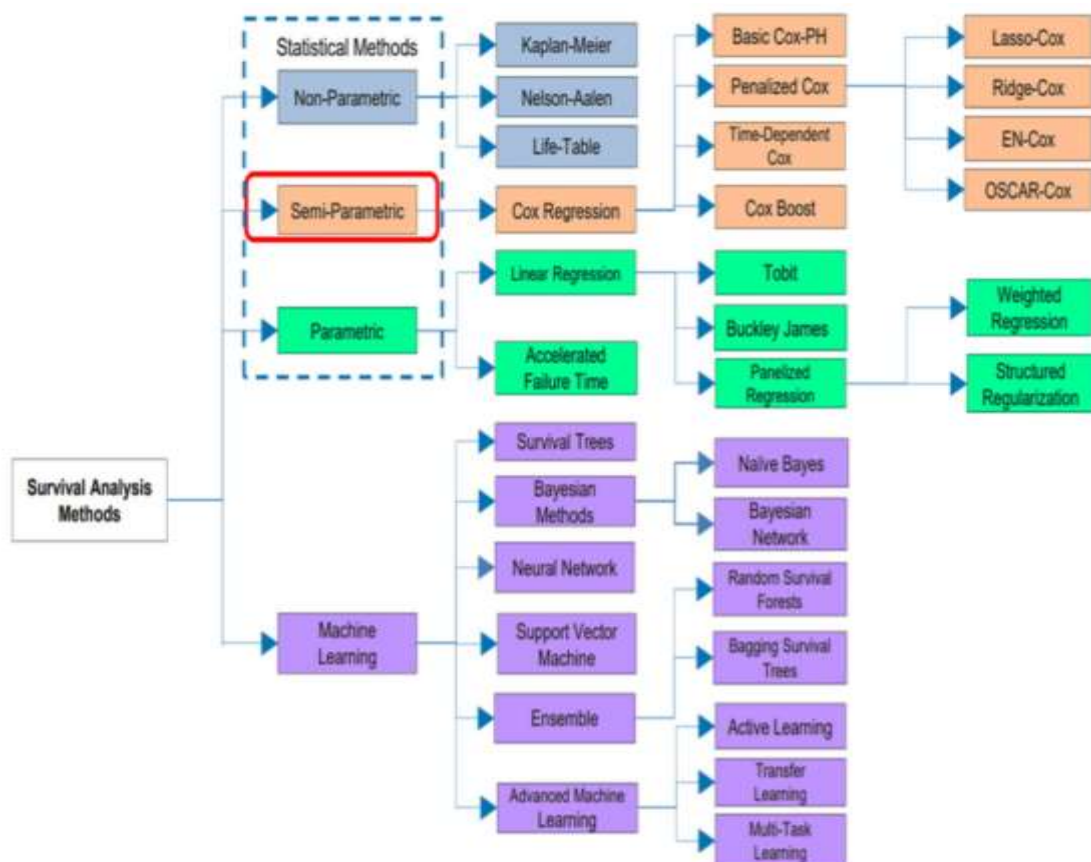 Statistical Methods
Non-Parametric
Semi-Parametric
Parametric
Kaplan-Meier
Nelson-Aalen
Life-Table
Cox Regression
Basic Cox-PH
Penalized Cox
Time-Dependent
Cox
Cox Boost
Lasso-Cox
Ridge-Cox
EN-Cox
OSCAR-Cox
Linear Regression
Accelerated
Failure Time
Tobit
Buckley James
Panelized
Regression
Weighted
Regression
Structured
Regularization
Survival Analysis
Methods
Machine
Learning
Survival Trees
Bayesian
Methods
Neural Network
Support Vector
Machine
Ensemble
Advanced Machine
Learning
Naïve Bayes
Bayesian
Network
Random Survival
Forests
Bagging Survival
Trees
Active Learning
Transfer
Learning
Multi-Task
Learning